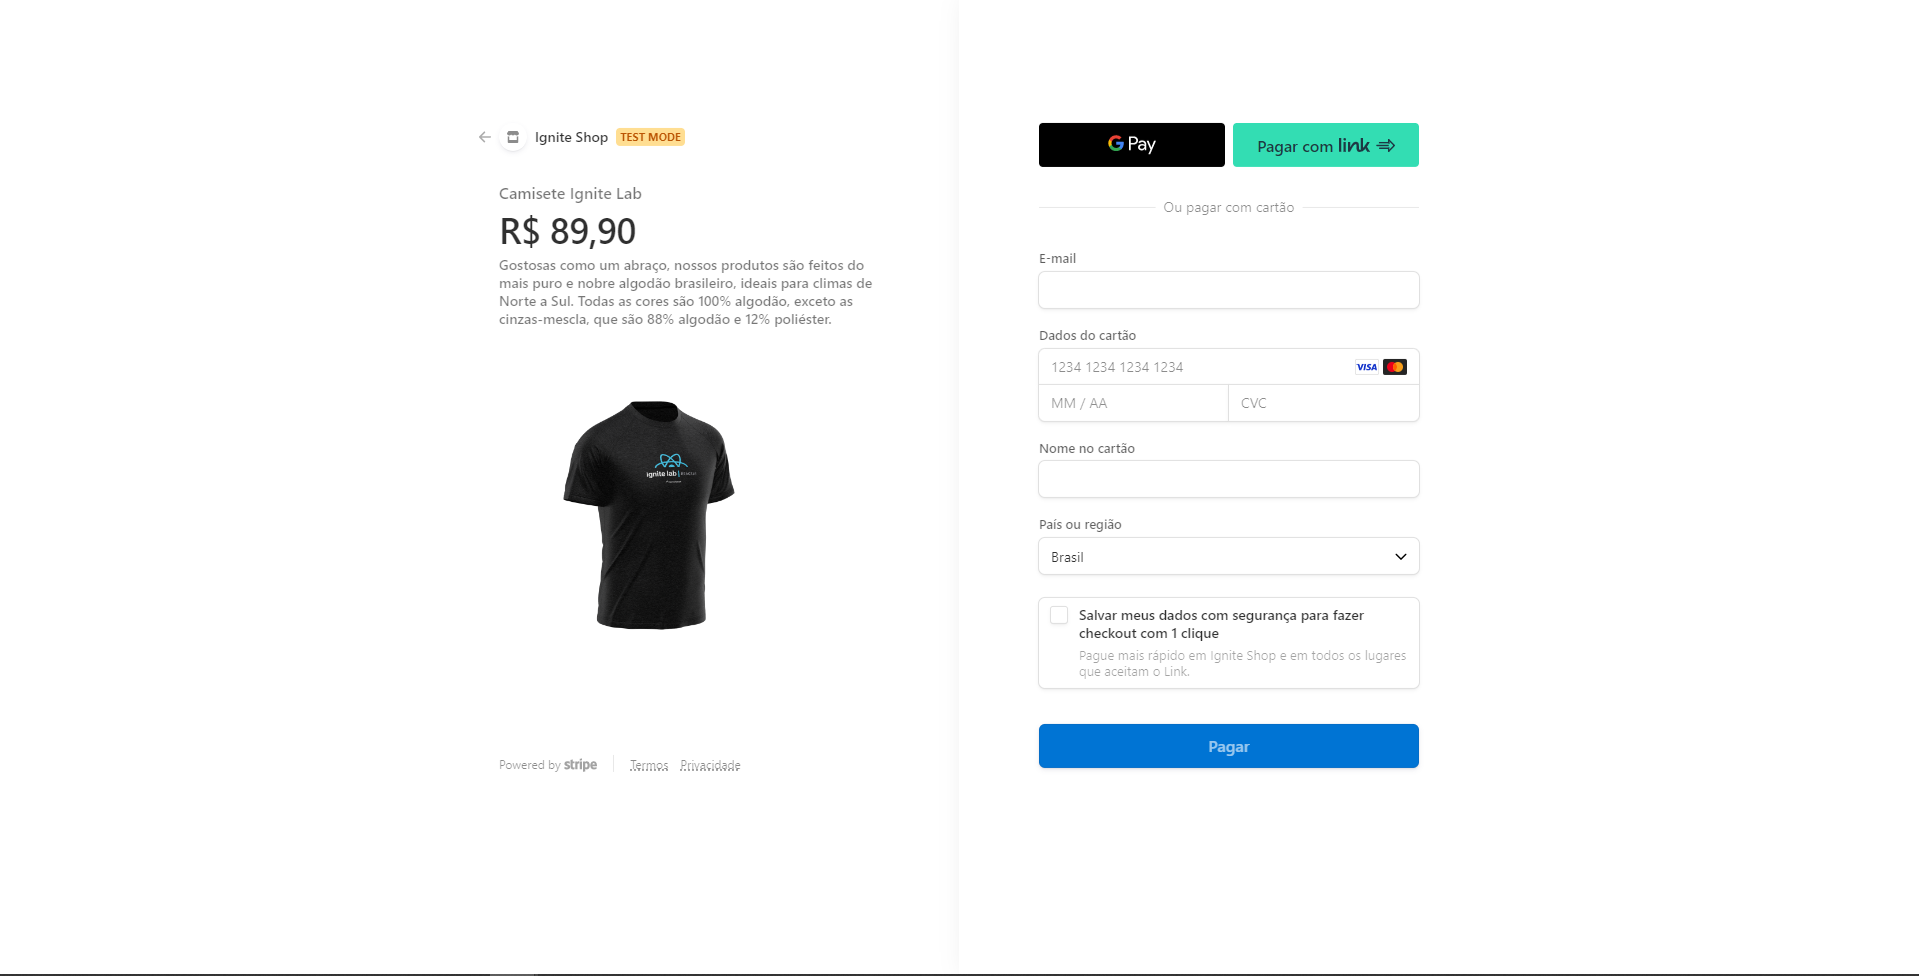 Ignite Shop TEST MODE
Camisete Ignite Lab
R$ 89,90
Gostosas como um abraço, nossos produtos são feitos do
mais puro e nobre algodão brasileiro, ideais para climas de
Norte a Sul. Todas as cores são 100% algodão, exceto as
cinzas-mescla, que são 88% algodão e 12% poliéster.
ignite lab
Powered by stripe
Termos Privacidade
G Pay
Pagar com link
Ou pagar com cartão
E-mail
Dados do cartão
1234 1234 1234 1234
VISA
MM / AA
CVC
Nome no cartão
País ou região
Brasil
Salvar meus dados com segurança para fazer
checkout com 1 clique
Pague mais rápido em Ignite Shop e em todos os lugares
que aceitam o Link.
Pagar